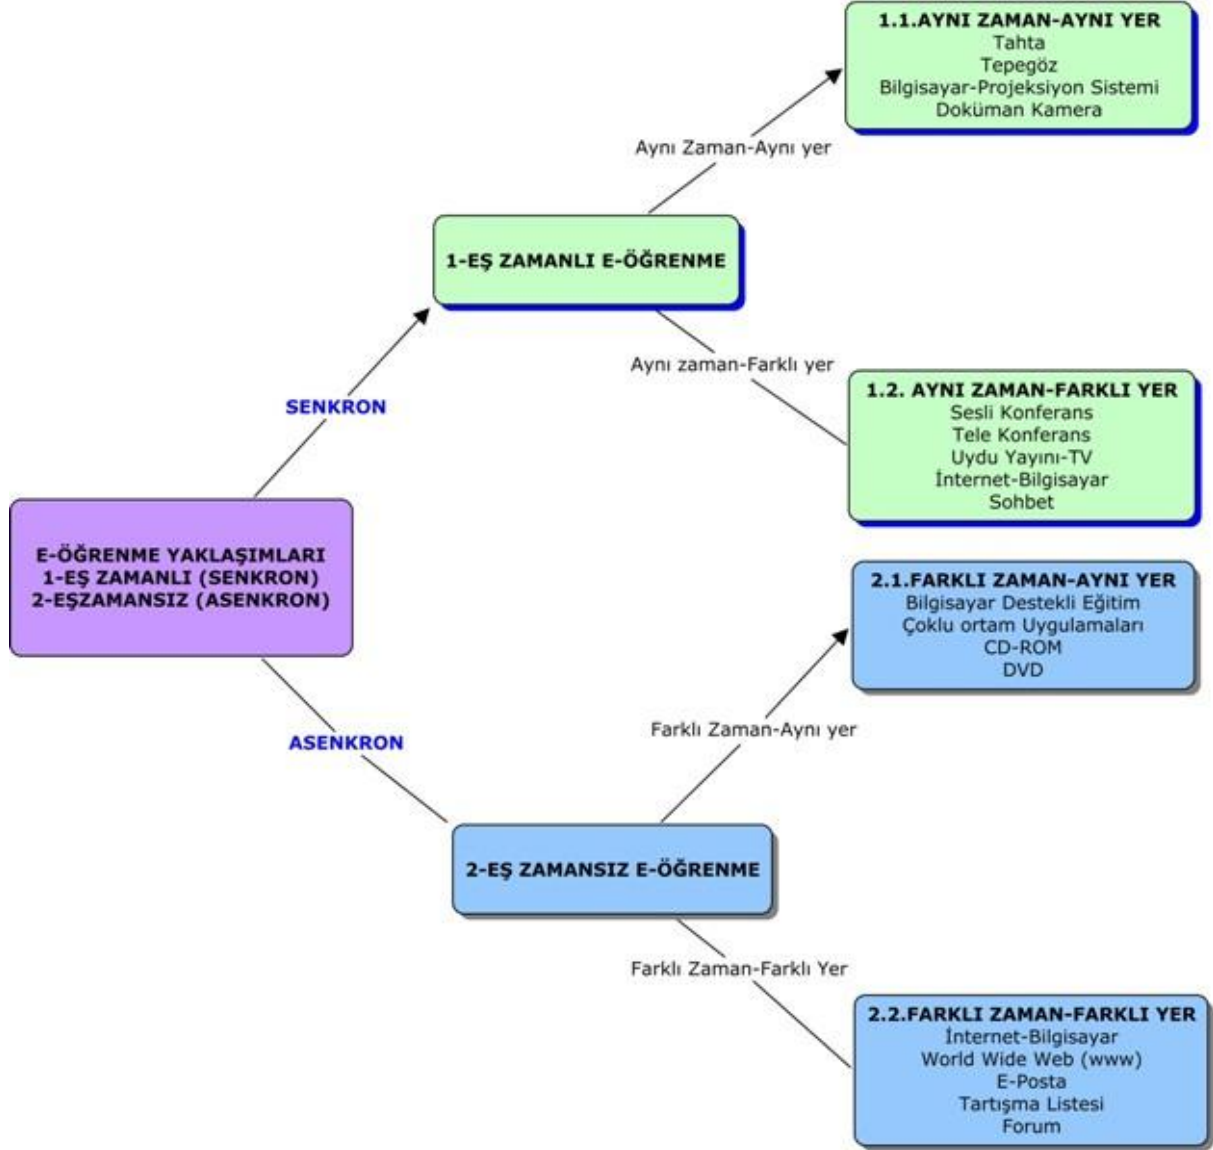 1.1.AYNI ZAMAN-AYNI YER
Tahta
Tepegöz
Bilgisayar-Projeksiyon Sistemi
Doküman Kamera
Aynı Zaman-Aynı yer
1-EŞ ZAMANLI E-ÖĞRENME
Aynı zaman-Farklı yer
1.2. AYNI ZAMAN-FARKLI YER
Sesli Konferans
Tele Konferans
Uydu Yayını-TV
İnternet-Bilgisayar
Sohbet
SENKRON
E-ÖĞRENME YAKLAŞIMLARI
1-EŞ ZAMANLI (SENKRON)
2-EŞZAMANSIZ (ASENKRON)
ASENKRON
2.1.FARKLI ZAMAN-AYNI YER
Bilgisayar Destekli Eğitim
Çoklu ortam Uygulamaları
CD-ROM
DVD
Farklı Zaman-Aynı yer
2-EŞ ZAMANSIZ E-ÖĞRENME
Farklı Zaman-Farklı Yer
2.2.FARKLI ZAMAN-FARKLI YER
İnternet-Bilgisayar
World Wide Web (www)
E-Posta
Tartışma Listesi
Forum